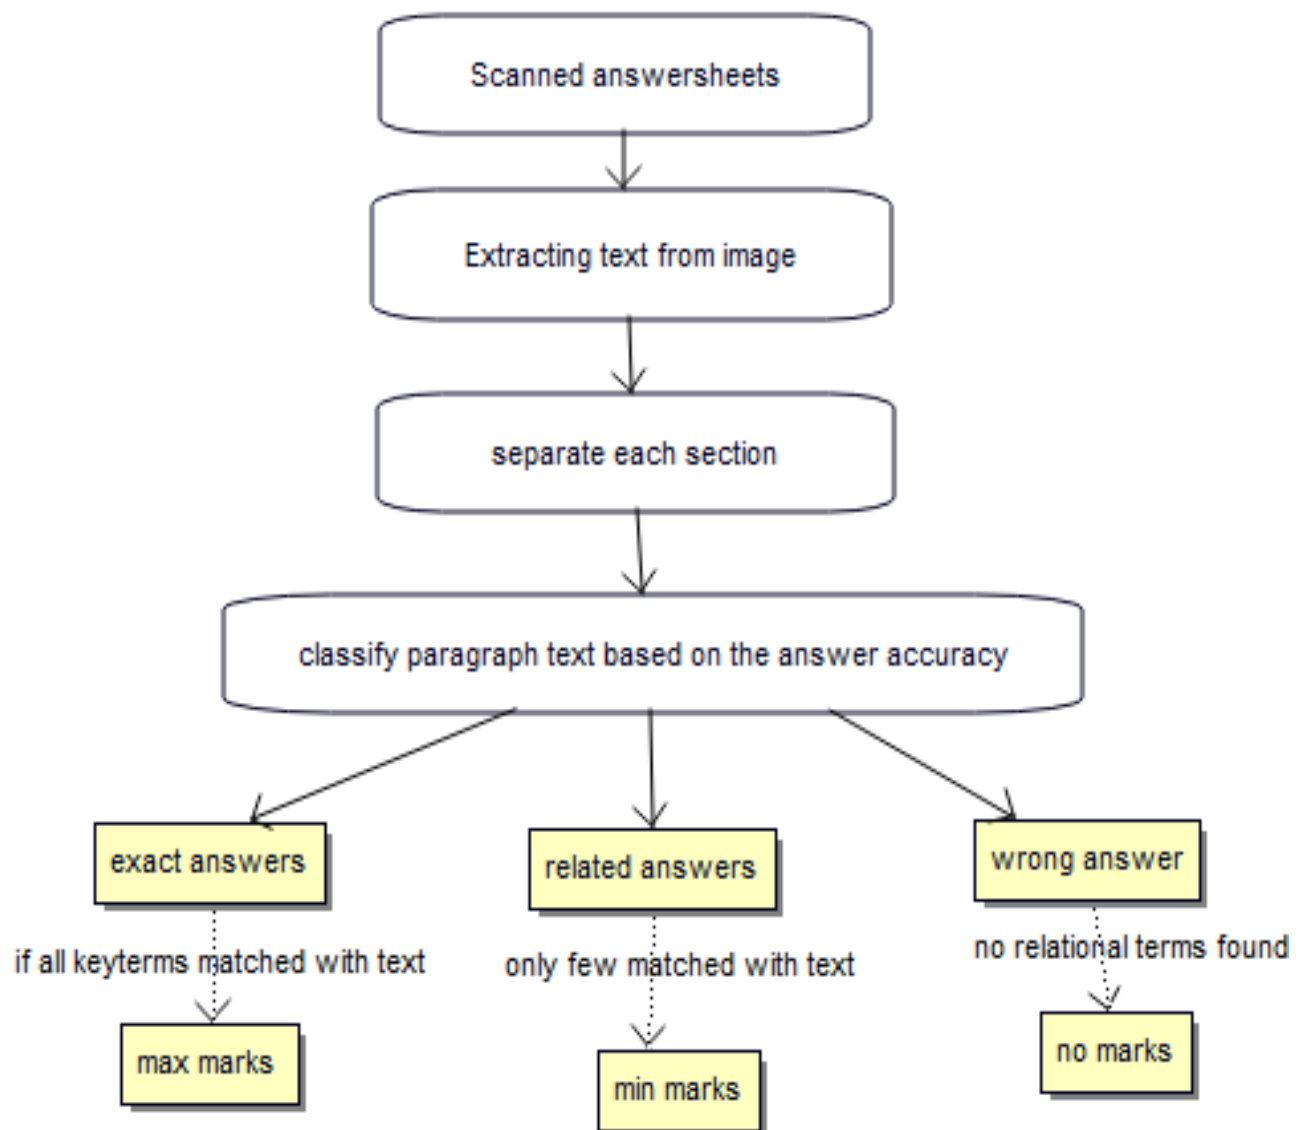 Scanned answersheets
Extracting text from image
separate each section
classify paragraph text based on the answer accuracy
exact answers
related answers
wrong answer
if all keyterms matched with text
only few matched with text
no relational terms found
max marks
min marks
no marks